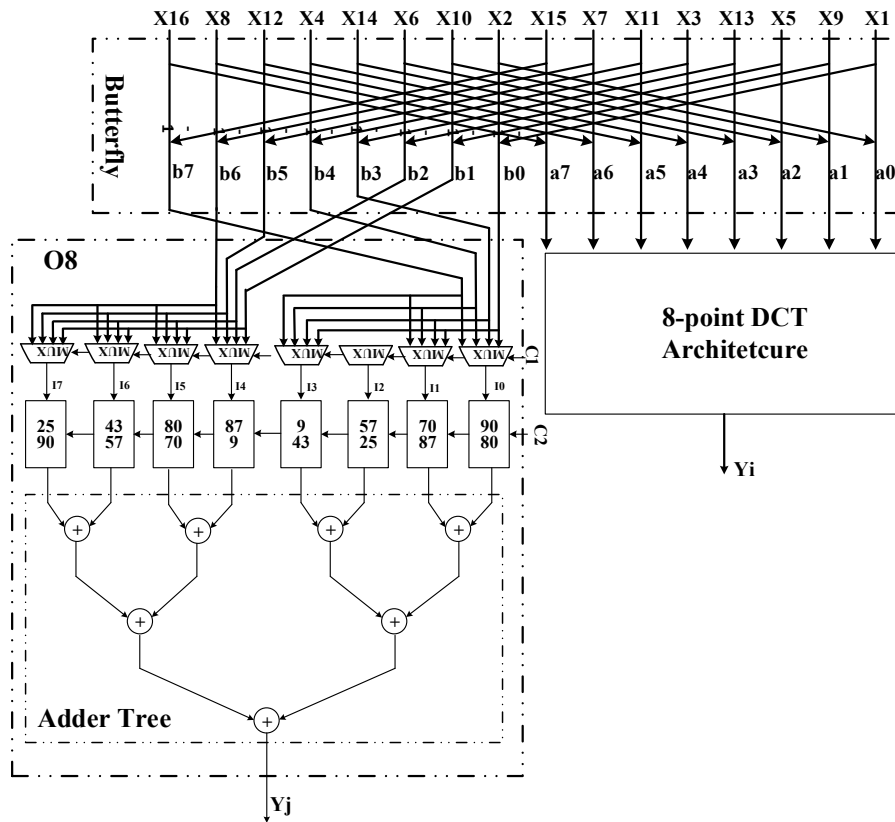 X16 X8 X12 X4 X14 X6 X10 X2 X15 X7 X11 X3 X13 X5 X9 X1
Butterfly
1 - - - - 1 - - - - -
b7 b6 b5 b4 b3 b2 b1 b0 a7 a6 a5 a4 a3 a2 a1 a0
O8
8-point DCT
Architetcure
MUX MUX MUX MUX MUX MUX MUX MUX C1
I7 I6 I5 I4 I3 I2 I1 I0
25 43 80 87 9 57 70 90
90 57 70 9 43 25 87 80
C2
Yi
+ + + +
+ +
Adder Tree +
Yj